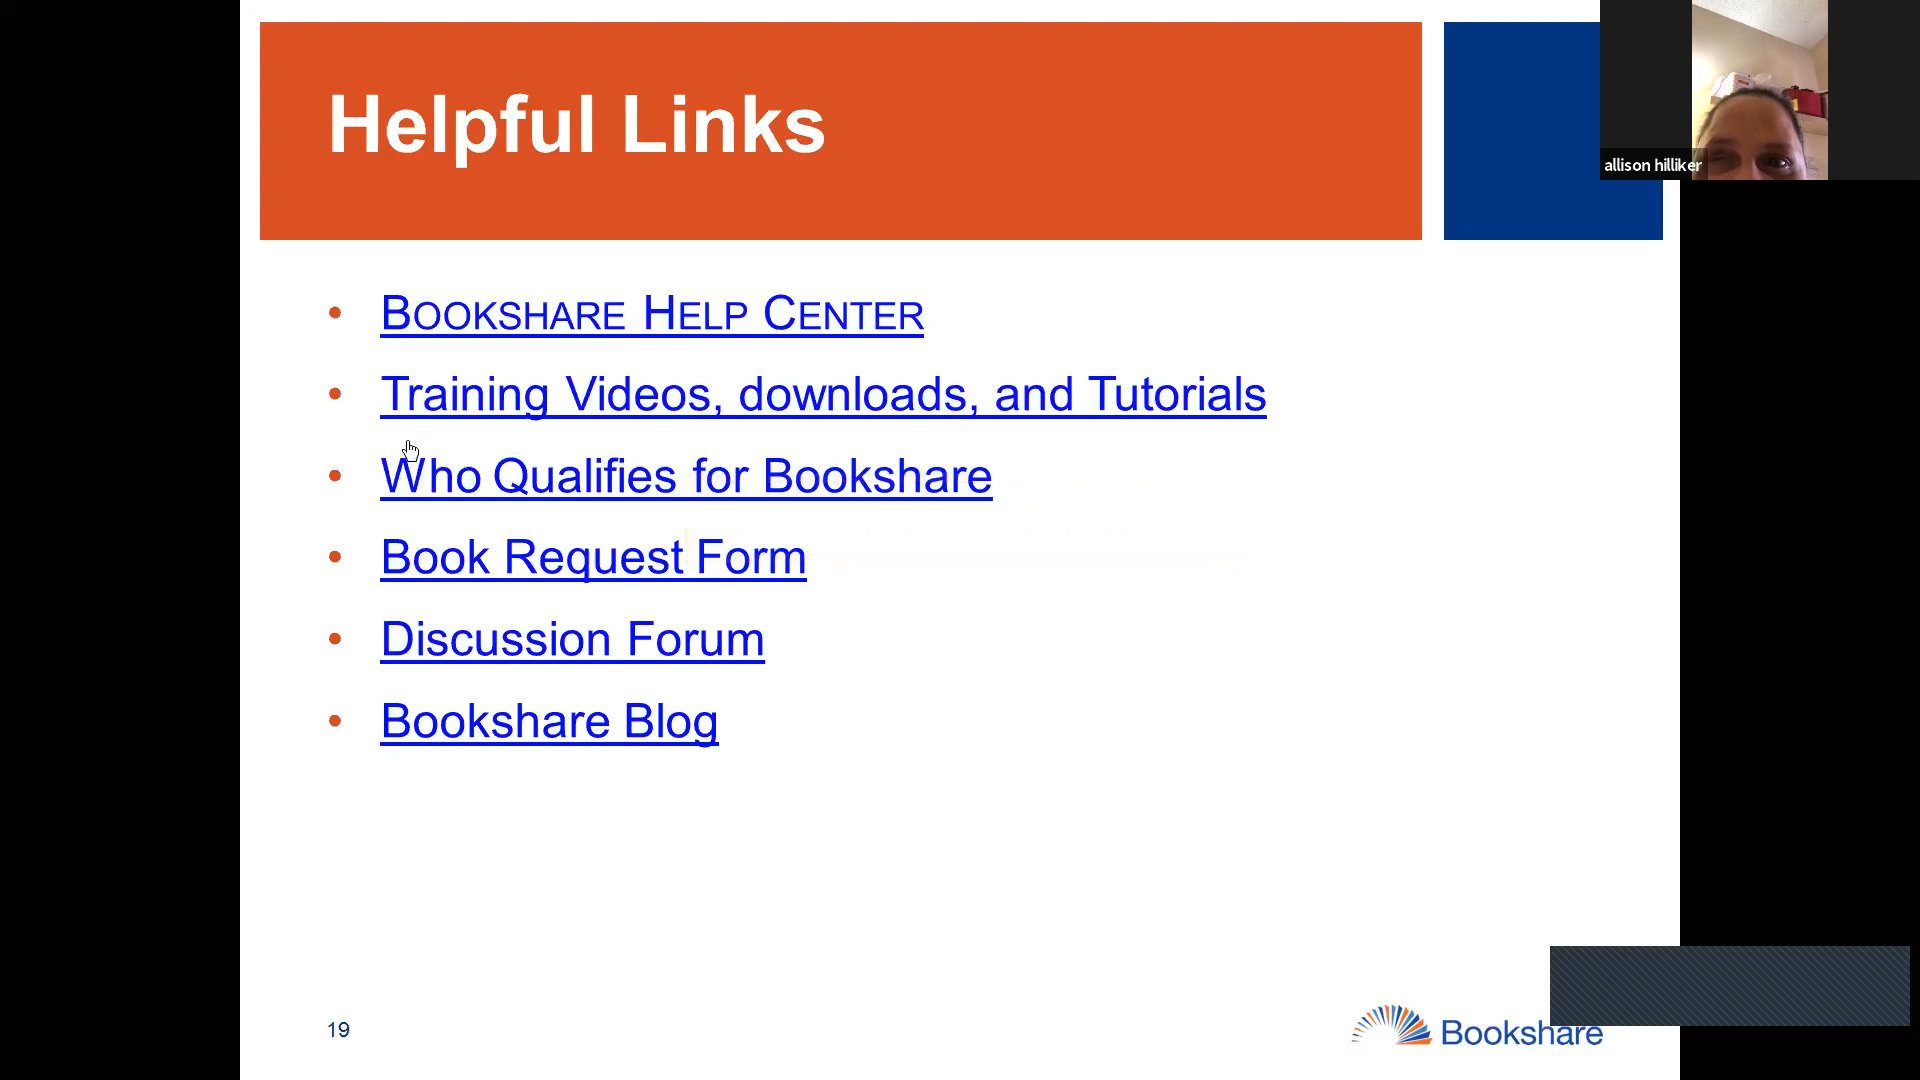 Helpful Links
allison hilliker
• BOOKSHARE HELP CENTER
• Training Videos, downloads, and Tutorials
• Who Qualifies for Bookshare
• Book Request Form
• Discussion Forum
• Bookshare Blog
19
Bookshare